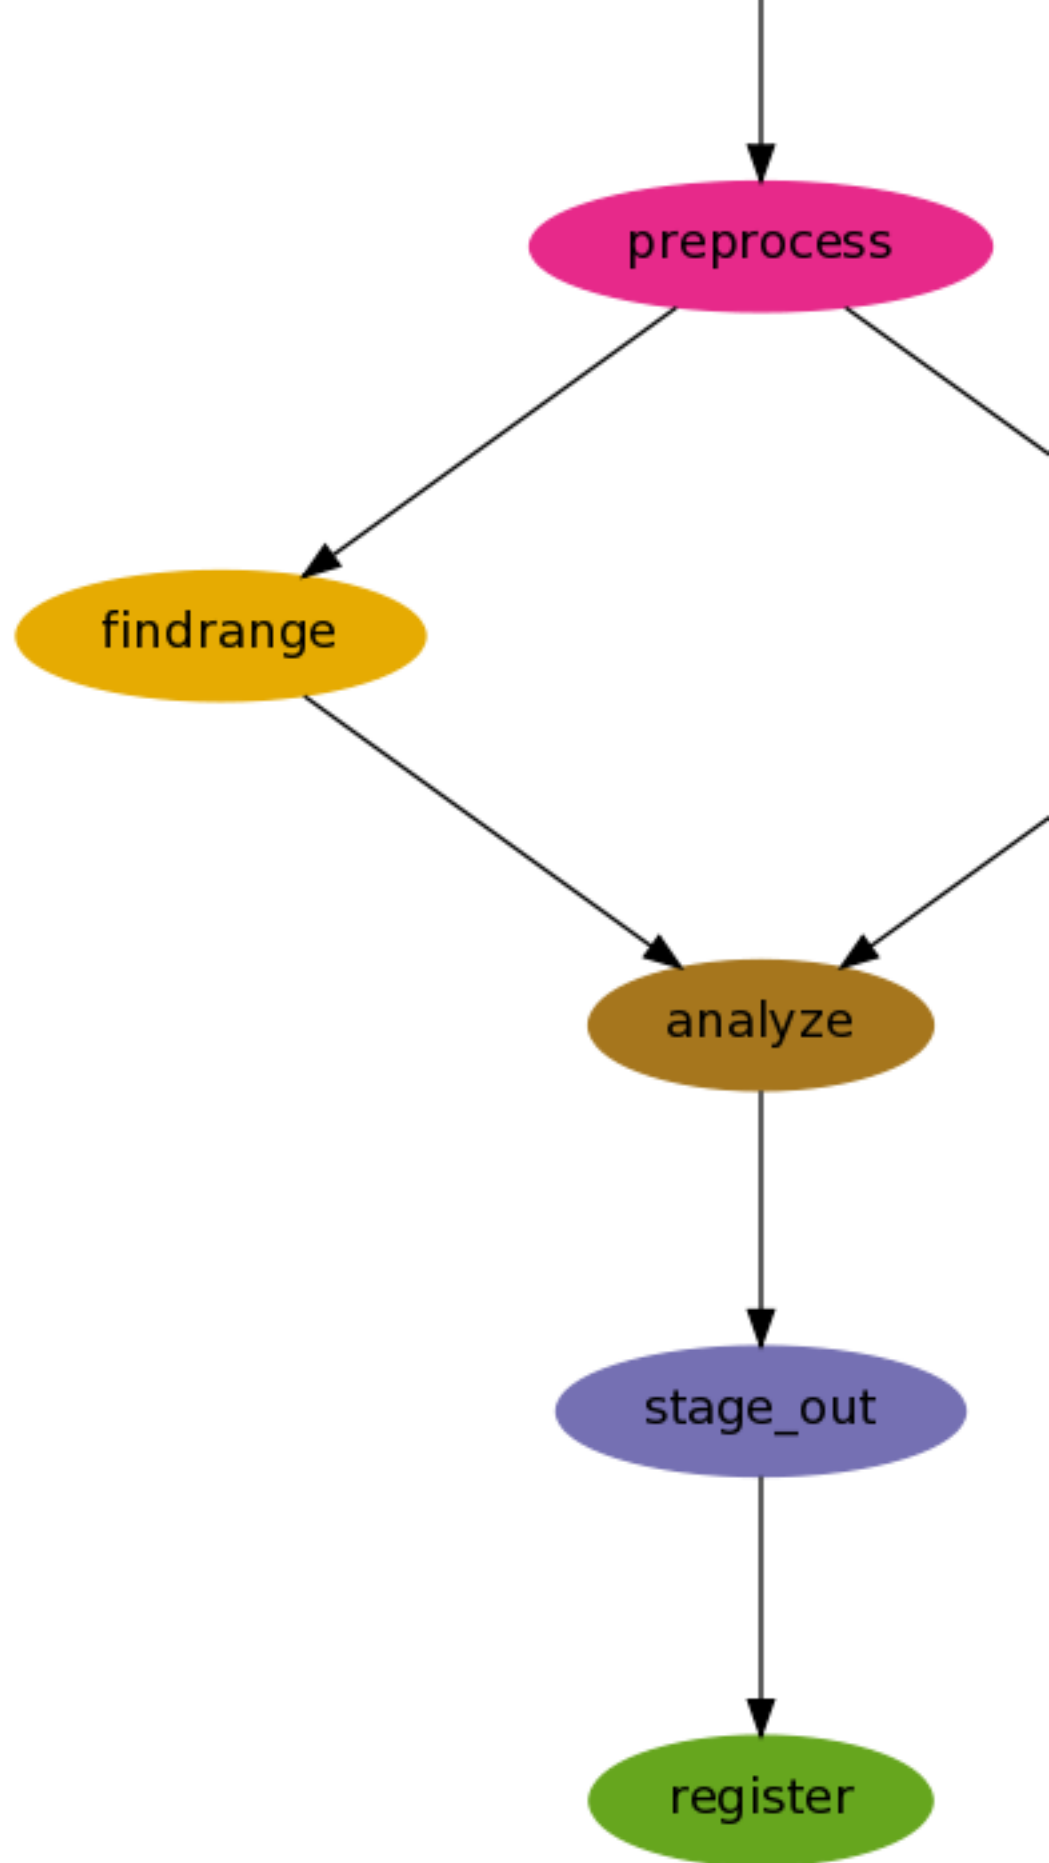 preprocess
findrange
analyze
stage_out
register